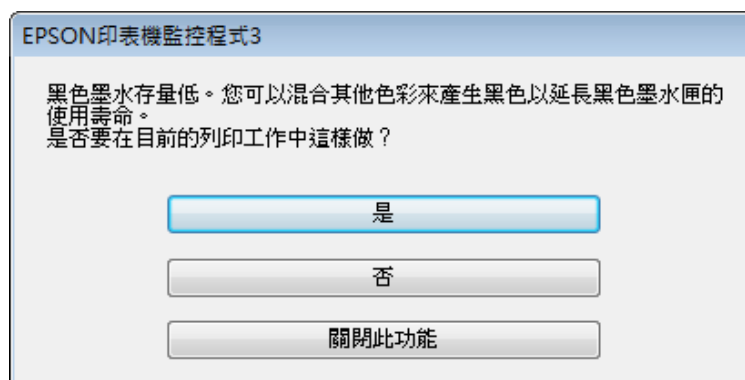 EPSON印表機監控程式3
黑色墨水存量低。您可以混合其他色彩來產生黑色以延長黑色墨水匣的
使用壽命。
是否要在目前的列印工作中這樣做？
是
否
關閉此功能